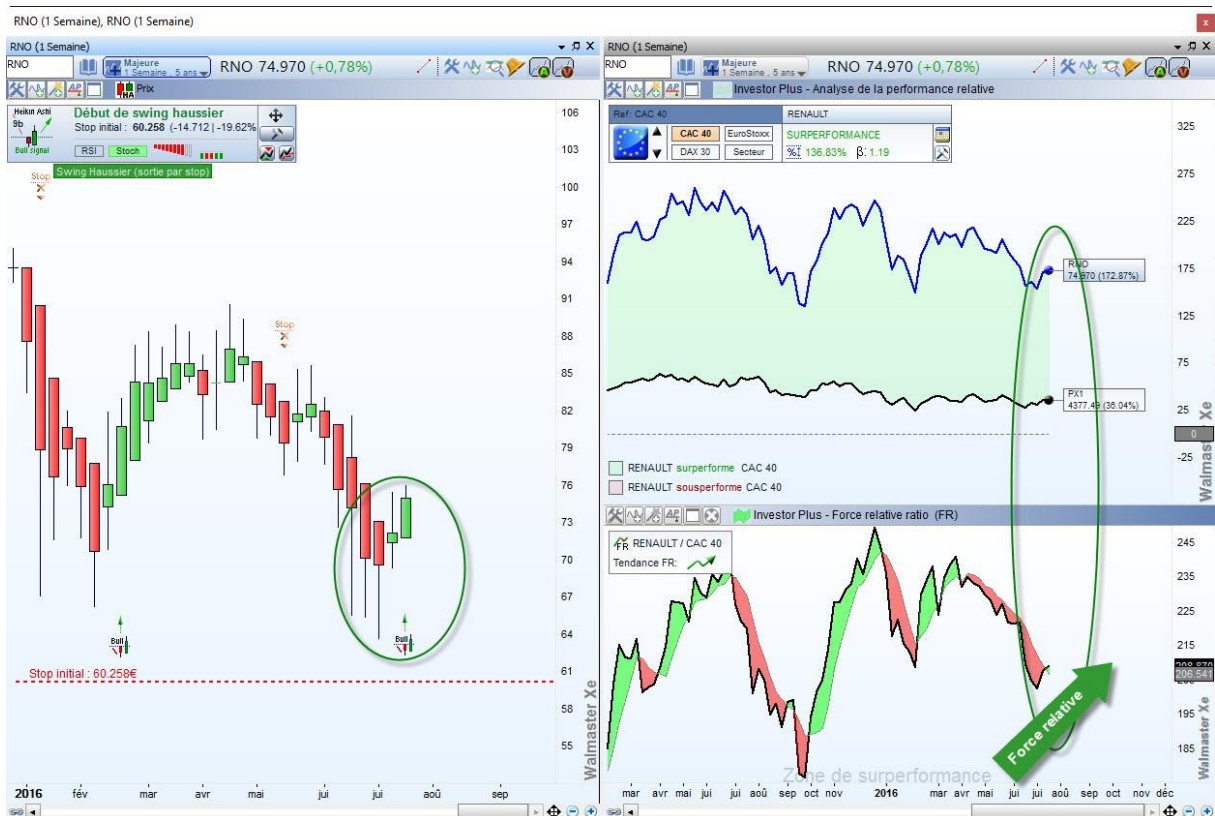 RNO (1 Semaine), RNO (1 Semaine)
x
RNO (1 Semaine)
RNO
Majeure
1 Semaine , 5 ans
RNO 74.970 (+0,78%)
Prix
Heikin Ashi
9b
Bull signal
Début de swing haussier
Stop initial : 60.258 (-14.712 | -19.62%
RSI
Stoch
Swing Haussier (sortie par stop)
Stop
Stop
Bull
Bull
Stop initial : 60.258€
106
103
100
97
94
91
88
85
82
79
76
73
70
67
64
61
58
55
Walmaster Xe
2016 fév mar avr mai jui jui aoû sep
RNO (1 Semaine)
RNO
Majeure
1 Semaine , 5 ans
RNO 74.970 (+0,78%)
Investor Plus - Analyse de la performance relative
Ref: CAC 40
RENAULT
CAC 40
EuroStoxx
DAX 30
Secteur
SURPERFORMANCE
136.83% β: 1.19
RNO
74.970 (172.87%)
PX1
4377.49 (36.04%)
325
275
225
175
125
75
25
0
-25
Walmaster Xe
RENAULT surperforme CAC 40
RENAULT sousperforme CAC 40
Investor Plus - Force relative ratio (FR)
FR RENAULT / CAC 40
Tendance FR:
245
235
225
215
206.541
195
185
Force relative
Zone de surperformance
Walmaster Xe
mar avr mai jui jui aoû sep oct nov 2016 mar avr mai jui jui aoû sep oct nov déc